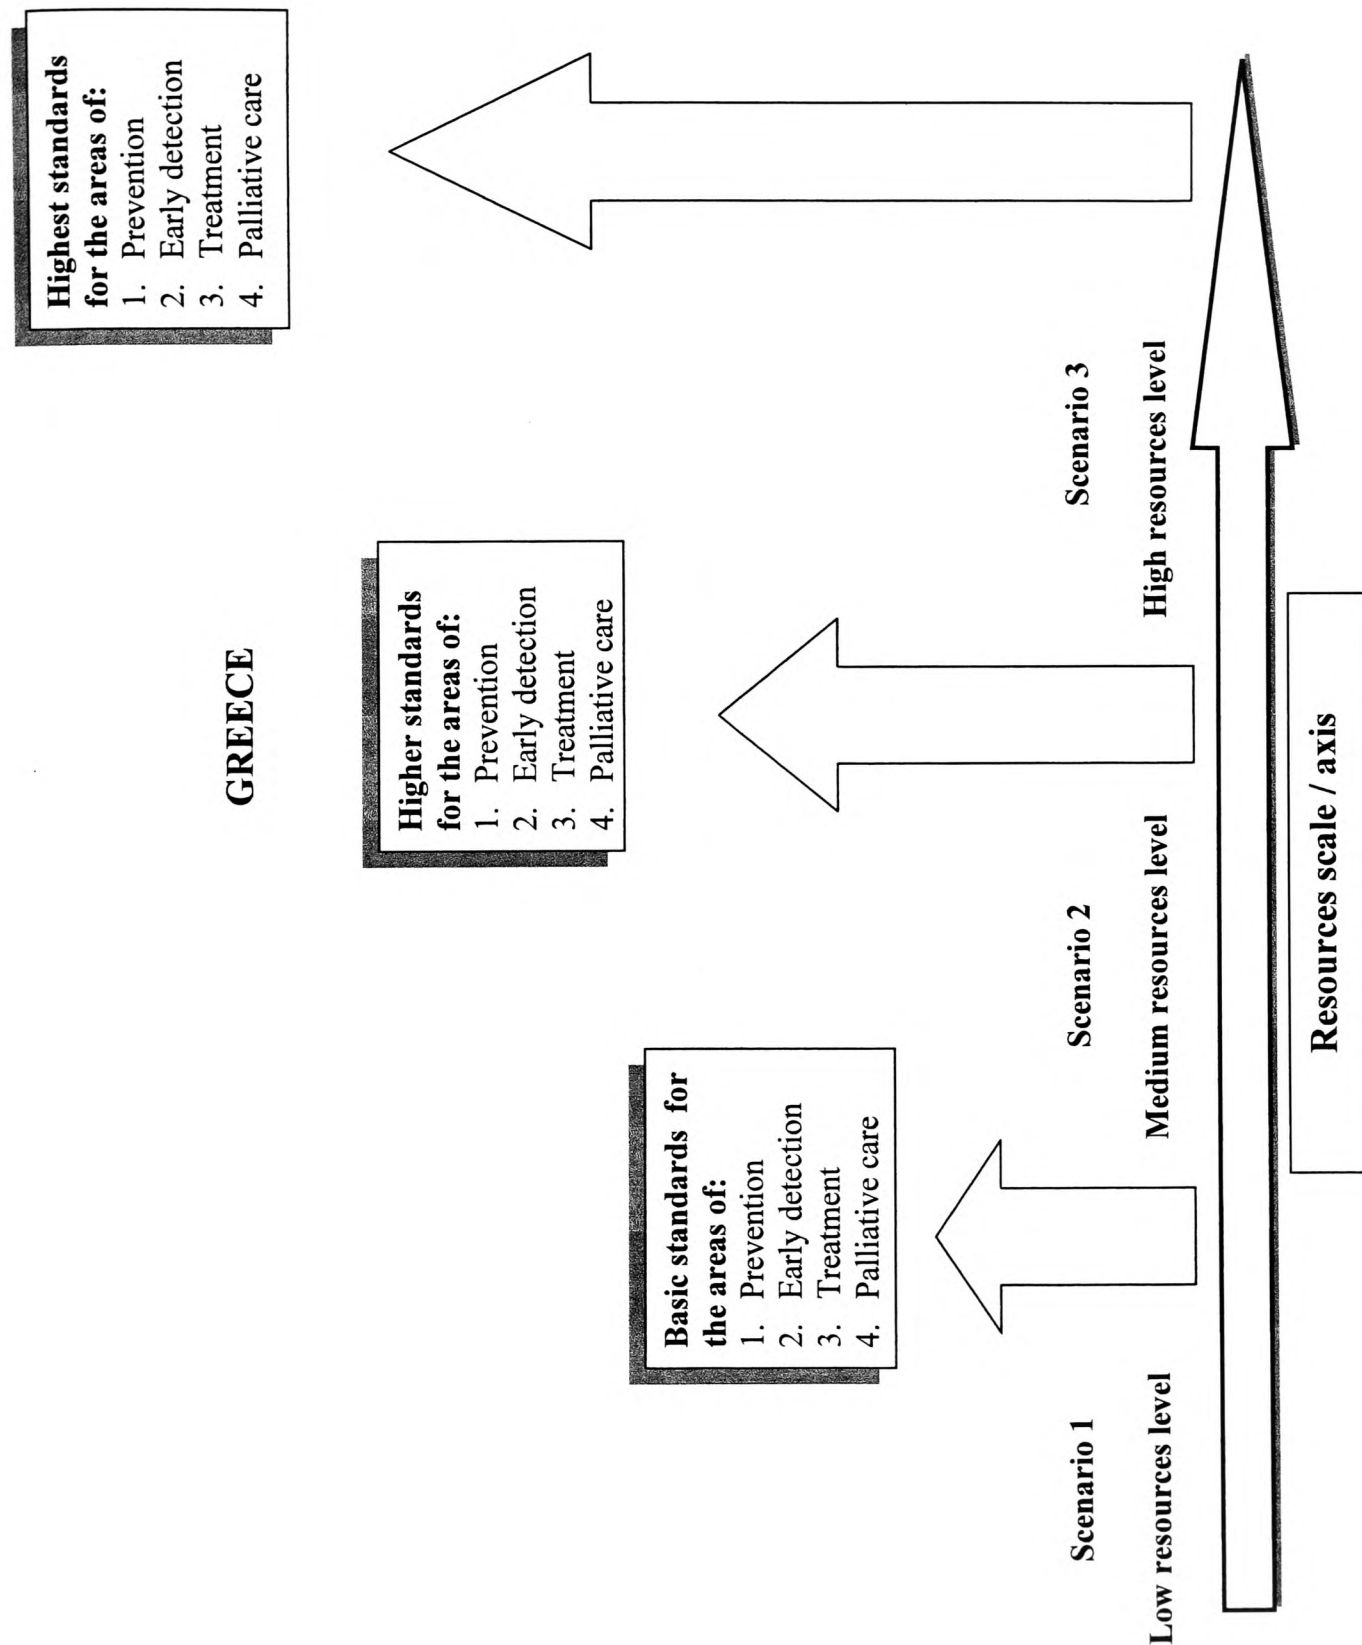 GREECE
Highest standards
for the areas of:
1. Prevention
2. Early detection
3. Treatment
4. Palliative care
Higher standards
for the areas of:
1. Prevention
2. Early detection
3. Treatment
4. Palliative care
Basic standards for
the areas of:
1. Prevention
2. Early detection
3. Treatment
4. Palliative care
Scenario 1
Low resources level
Scenario 2
Medium resources level
Scenario 3
High resources level
Resources scale / axis